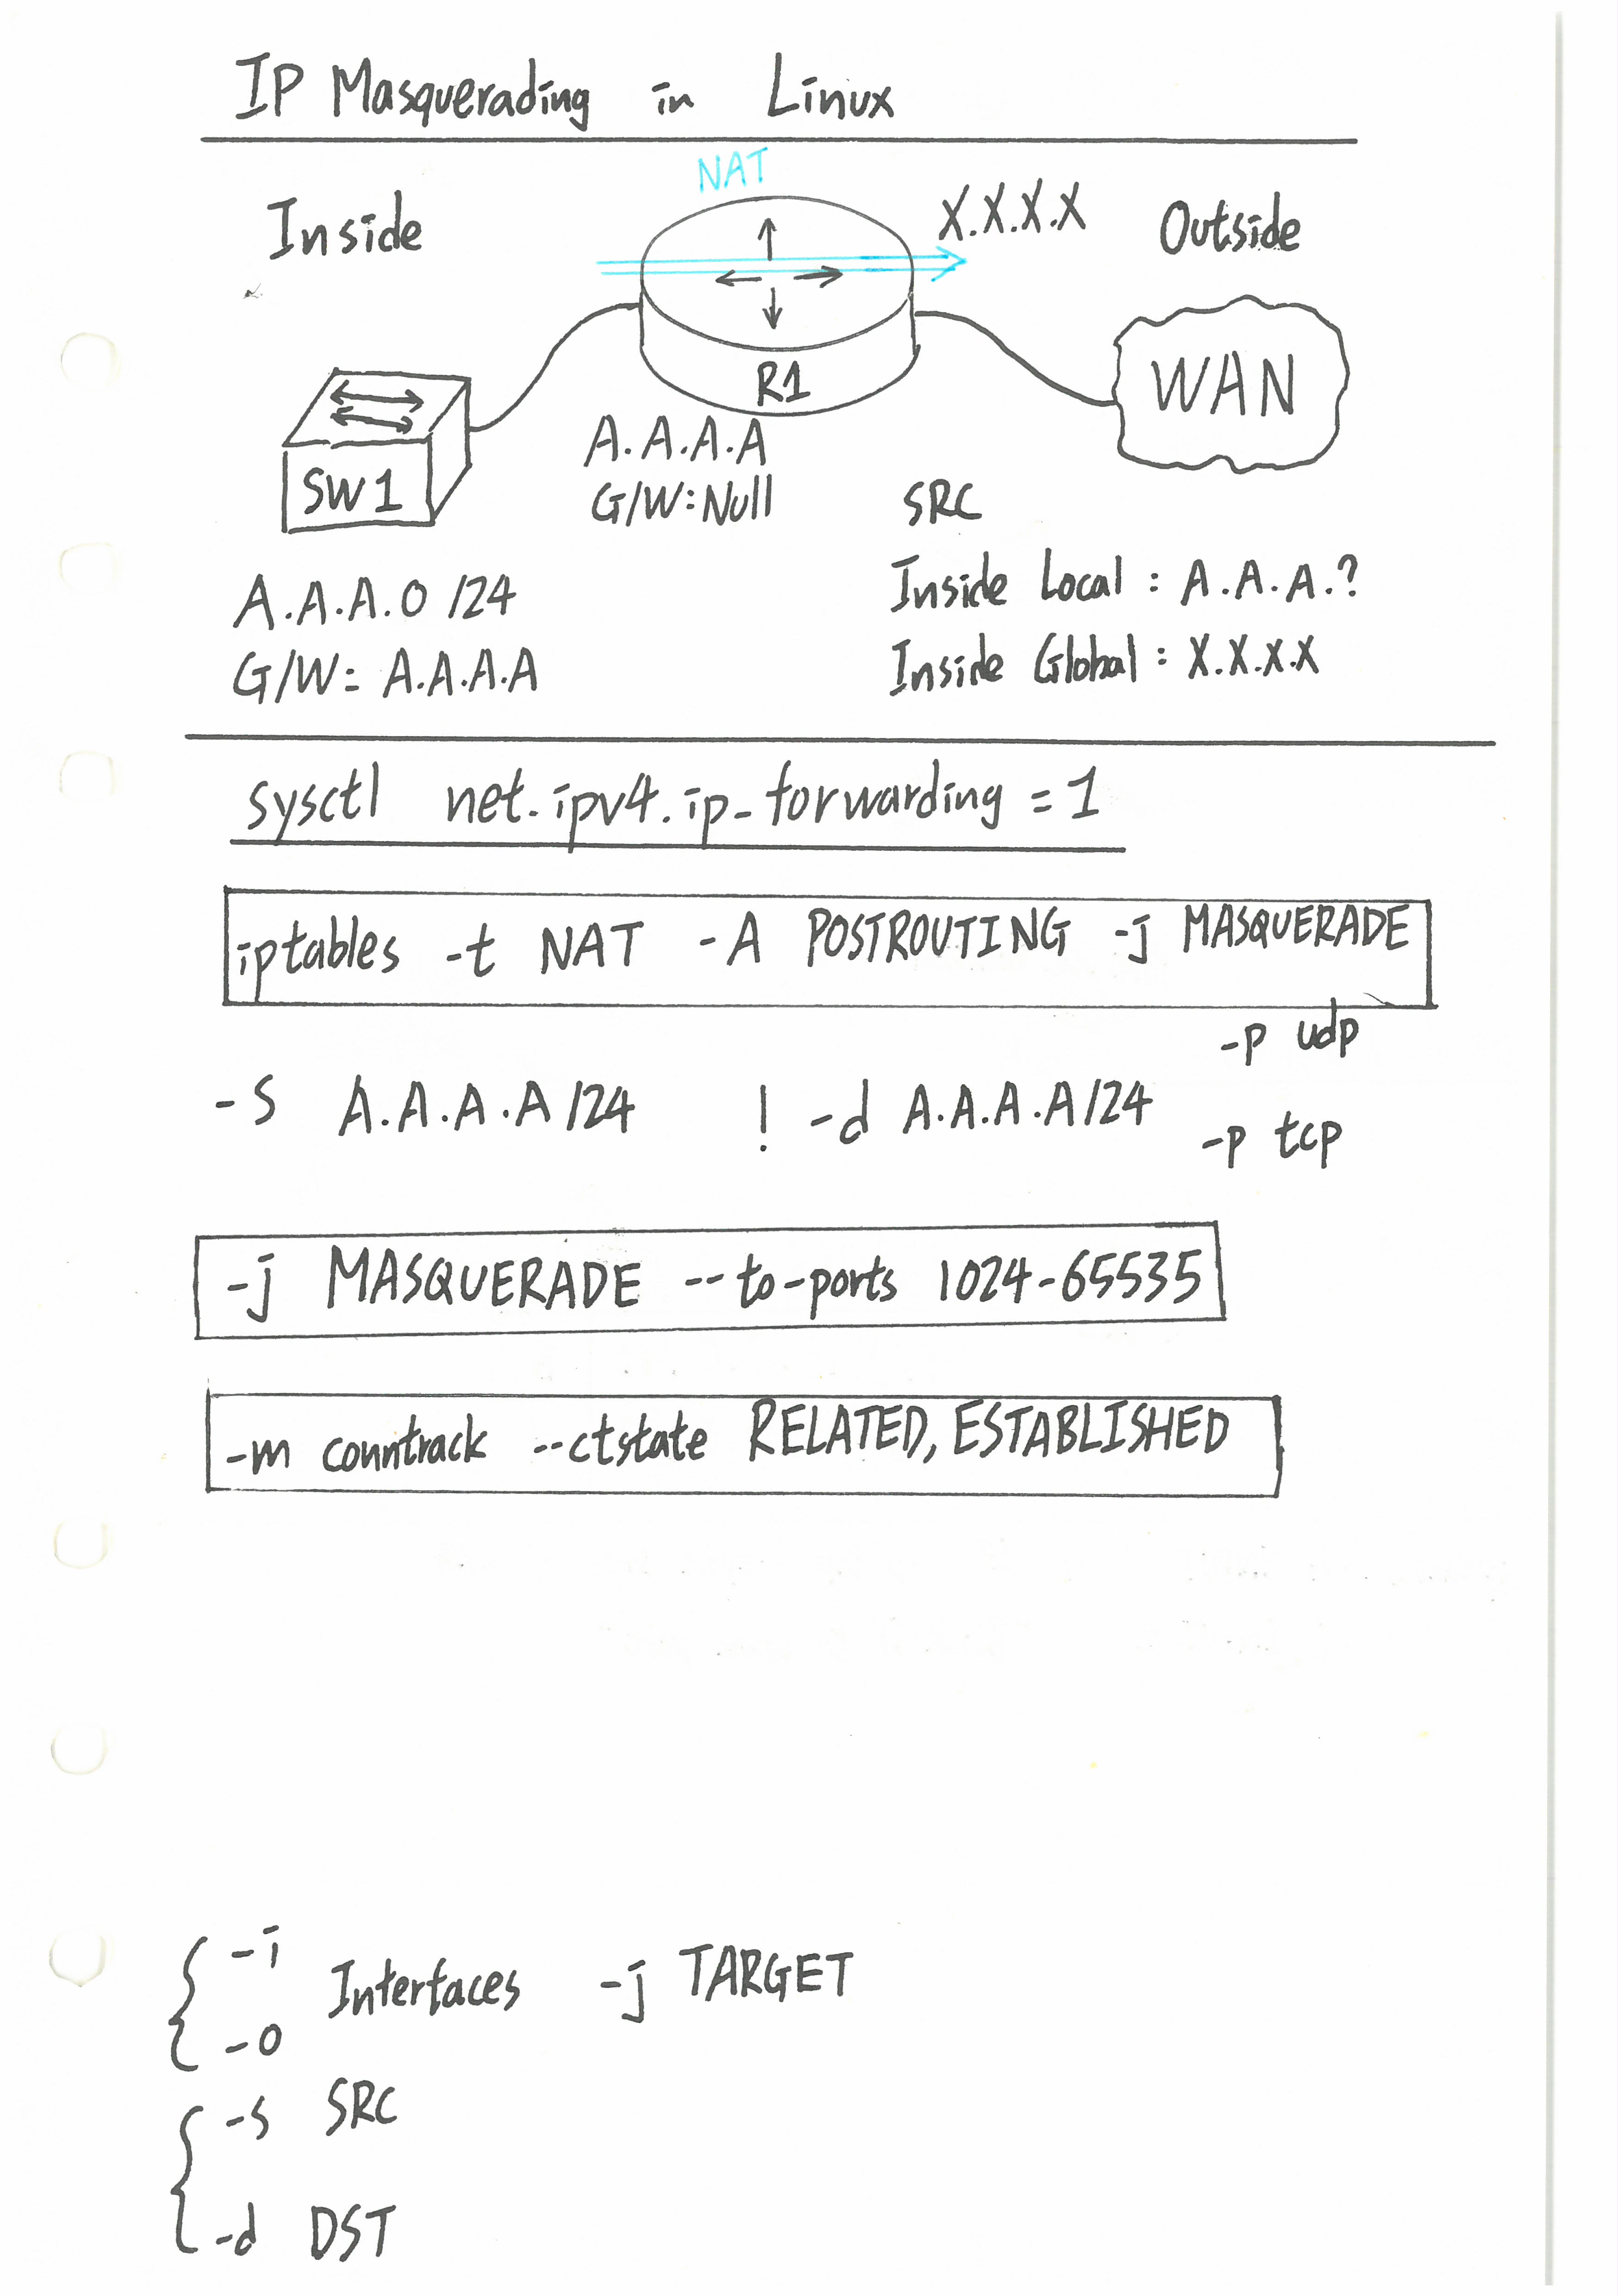 IP Masquerading in Linux
NAT
Inside
X.X.X.X
Outside
R1
WAN
SW1
A.A.A.A
G/W:Null
A.A.A.0 /24
G/W= A.A.A.A
SRC
Inside Local : A.A.A.?
Inside Global : X.X.X.X
sysctl net.ipv4.ip_forwarding = 1
iptables -t NAT -A POSTROUTING -j MASQUERADE
-p udp
-s A.A.A.A/24 ! -d A.A.A.A/24
-p tcp
-j MASQUERADE --to-ports 1024-65535
-m conntrack --ctstate RELATED, ESTABLISHED
-i
Interfaces -j TARGET
-o
-s SRC
-d DST